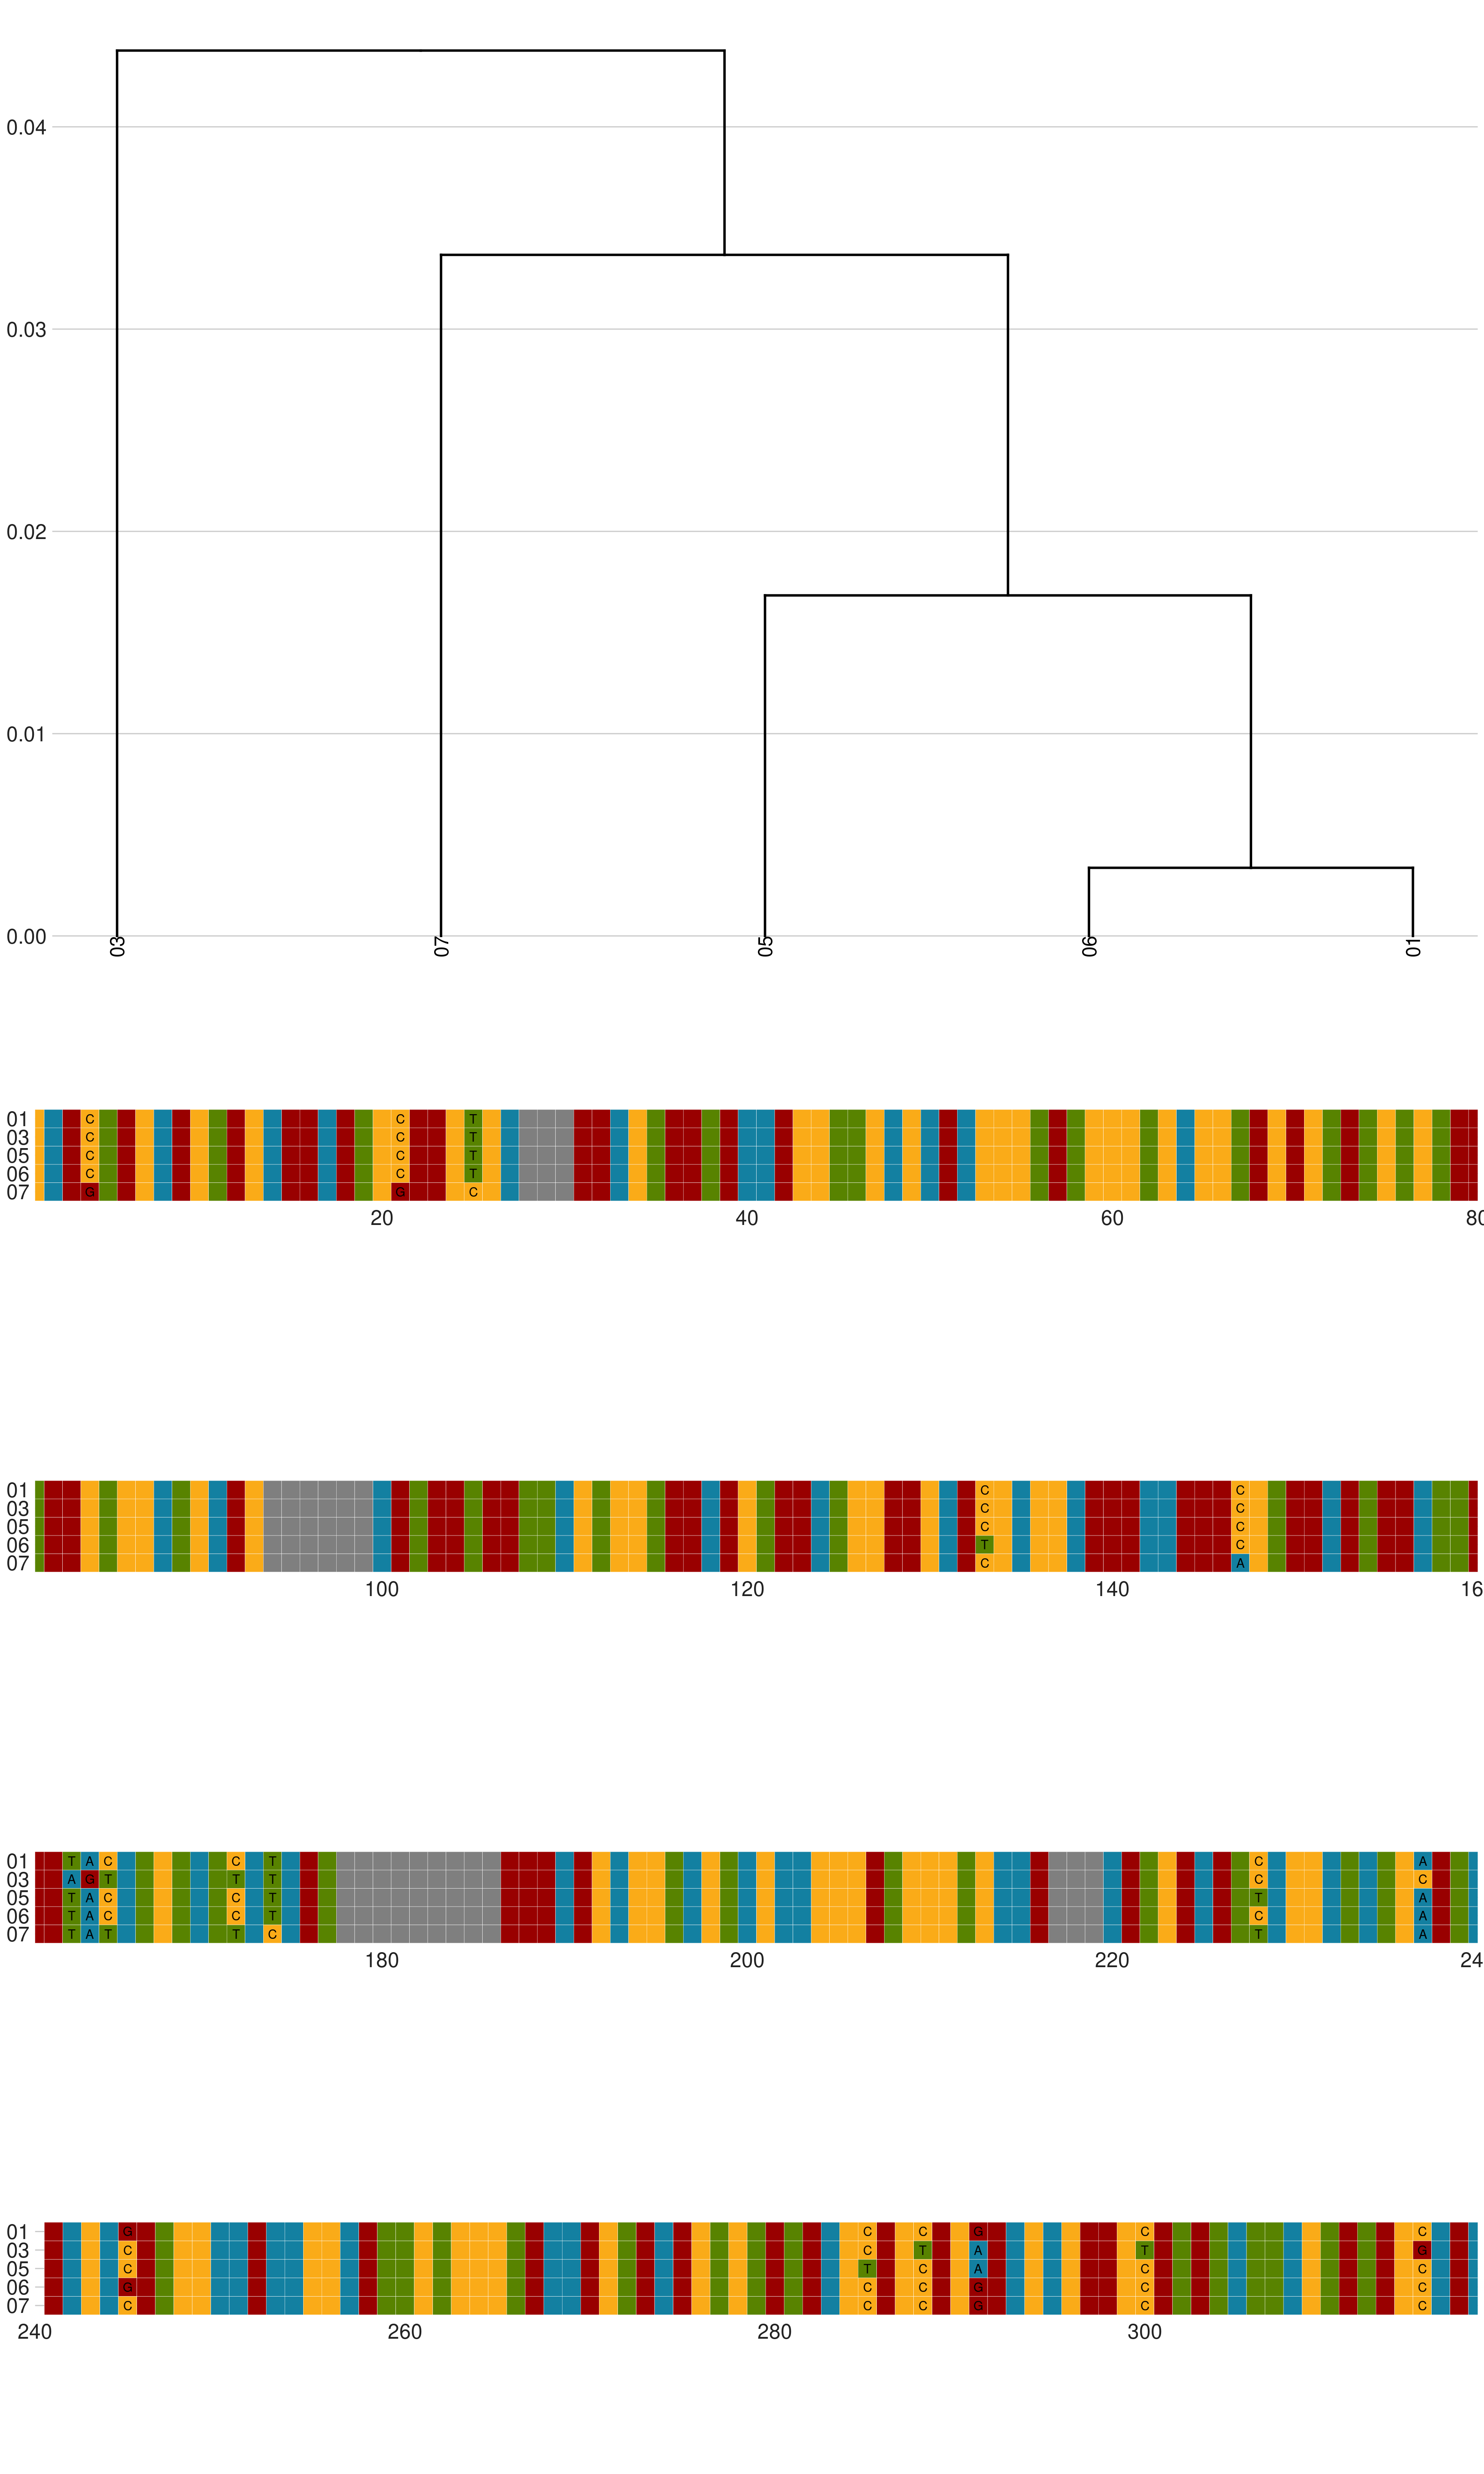 0.04
0.03
0.02
0.01
0.00
03 07 05 06 01
01 C C T
03 C C T
05 C C T
06 C C T
07 G G C
20 40 60 80
01 C C
03 C C
05 C C
06 T C
07 C A
100 120 140 16
01 T A C C T C A
03 A G T T T C C
05 T A C C T T A
06 T A C C T C A
07 T A T T C T A
180 200 220 24
01 G C C G C C
03 C C T A T G
05 C T C A C C
06 G C C G C C
07 C C C G C C
240 260 280 300